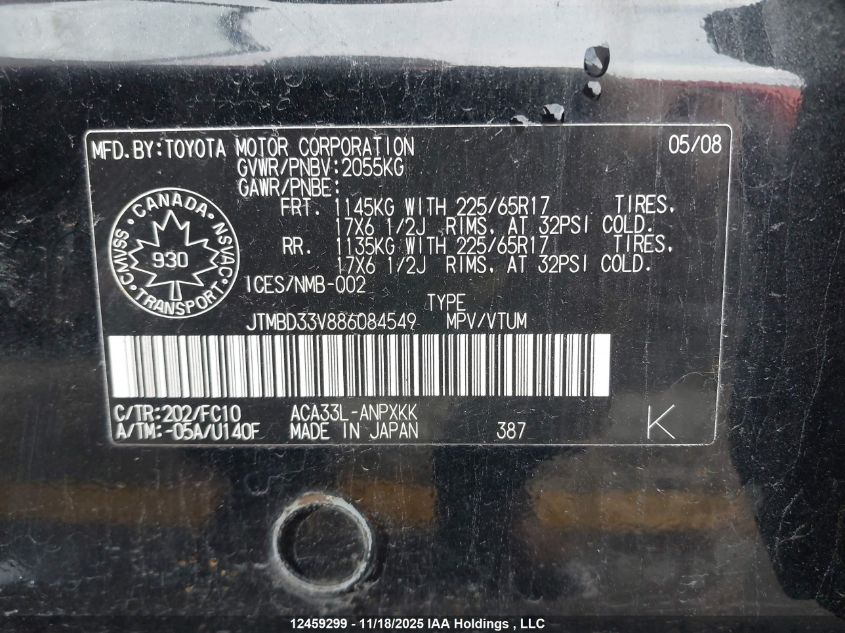 MFD.BY:TOYOTA MOTOR CORPORATION 05/08
GVWR/PNBV:2055KG
GAWR/PNBE:
FRT. 1145KG WITH 225/65R17 TIRES.
17X6 1/2J RIMS. AT 32PSI COLD.
RR. 1135KG WITH 225/65R17 TIRES.
17X6 1/2J RIMS. AT 32PSI COLD.
CANADA
CMVSS 930 NSVAC
TRANSPORT
ICES/NMB-002
TYPE
JTMBD33V886084549 MPV/VTUM
C/TR:202/FC10 ACA33L-ANPXKK
A/TM:-05A/U140F MADE IN JAPAN 387 K
12459299 - 11/18/2025 IAA Holdings , LLC